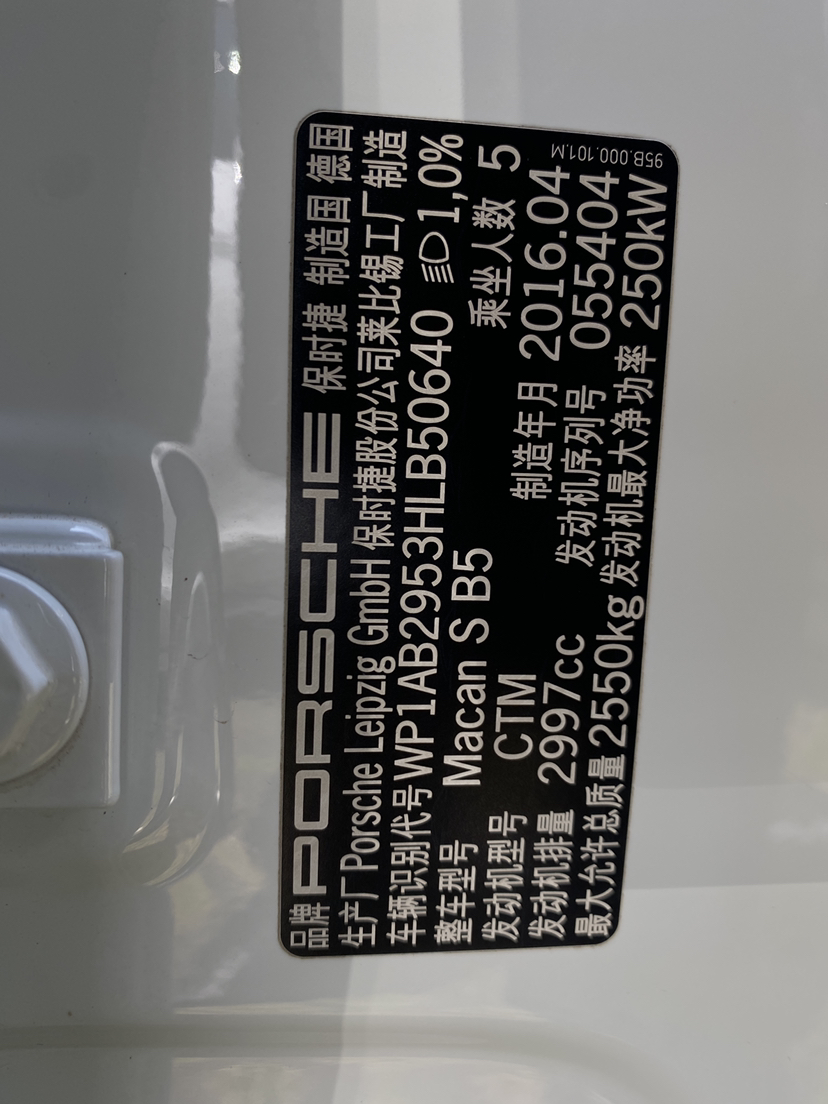 品牌 PORSCHE 保时捷 制造国 德国
生产厂 Porsche Leipzig GmbH 保时捷股份公司莱比锡工厂制造
车辆识别代号 WP1AB2953HLB50640 1,0%
整车型号 Macan S B5 乘坐人数 5
发动机型号 CTM 制造年月 2016.04
发动机排量 2997cc 发动机序列号 055404
最大允许总质量 2550kg 发动机最大净功率 250kW
95B.000.101.M